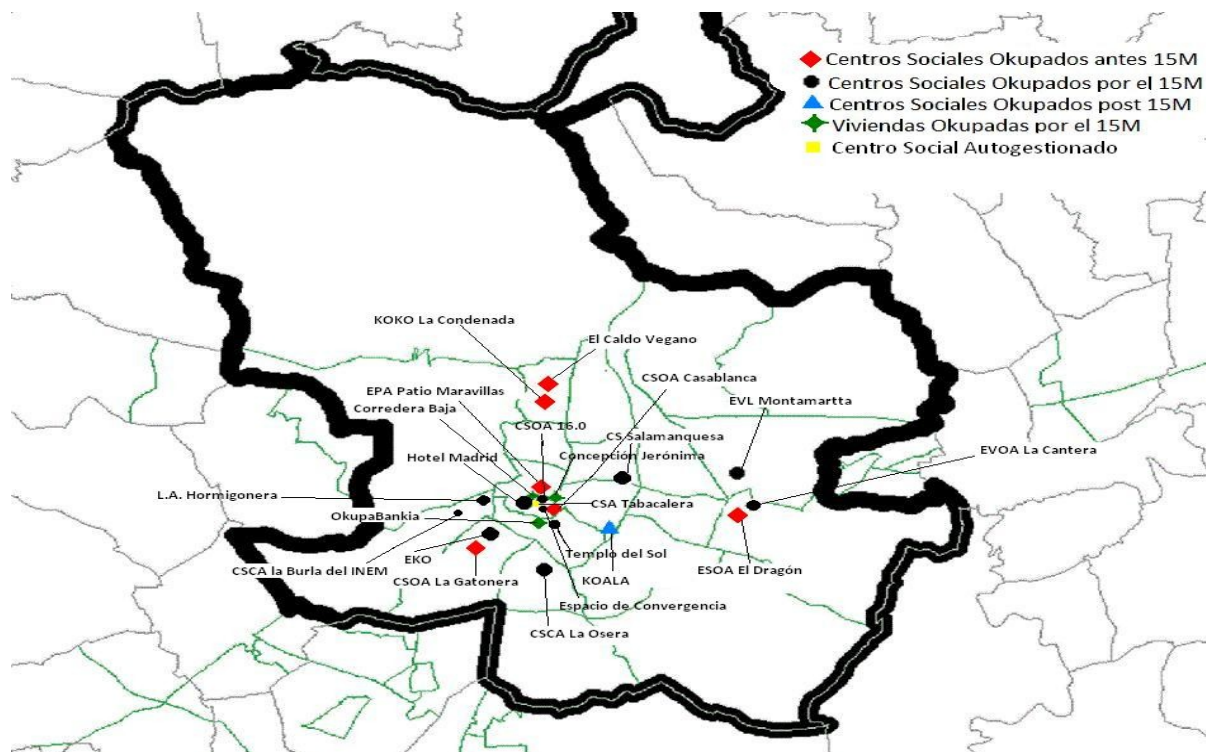 Centros Sociales Okupados antes 15M
Centros Sociales Okupados por el 15M
Centros Sociales Okupados post 15M
Viviendas Okupadas por el 15M
Centro Social Autogestionado
KOKO La Condenada
El Caldo Vegano
EPA Patio Maravillas
CSOA Casablanca
Corredera Baja
EVL Montamartta
CSOA 16.0
CS Salamanquesa
Hotel Madrid
Concepción Jerónima
EVOA La Cantera
L.A. Hormigonera
CSA Tabacalera
OkupaBankia
Templo del Sol
EKO
CSCA la Burla del INEM
KOALA
ESOA El Dragón
CSOA La Gatonera
Espacio de Convergencia
CSCA La Osera